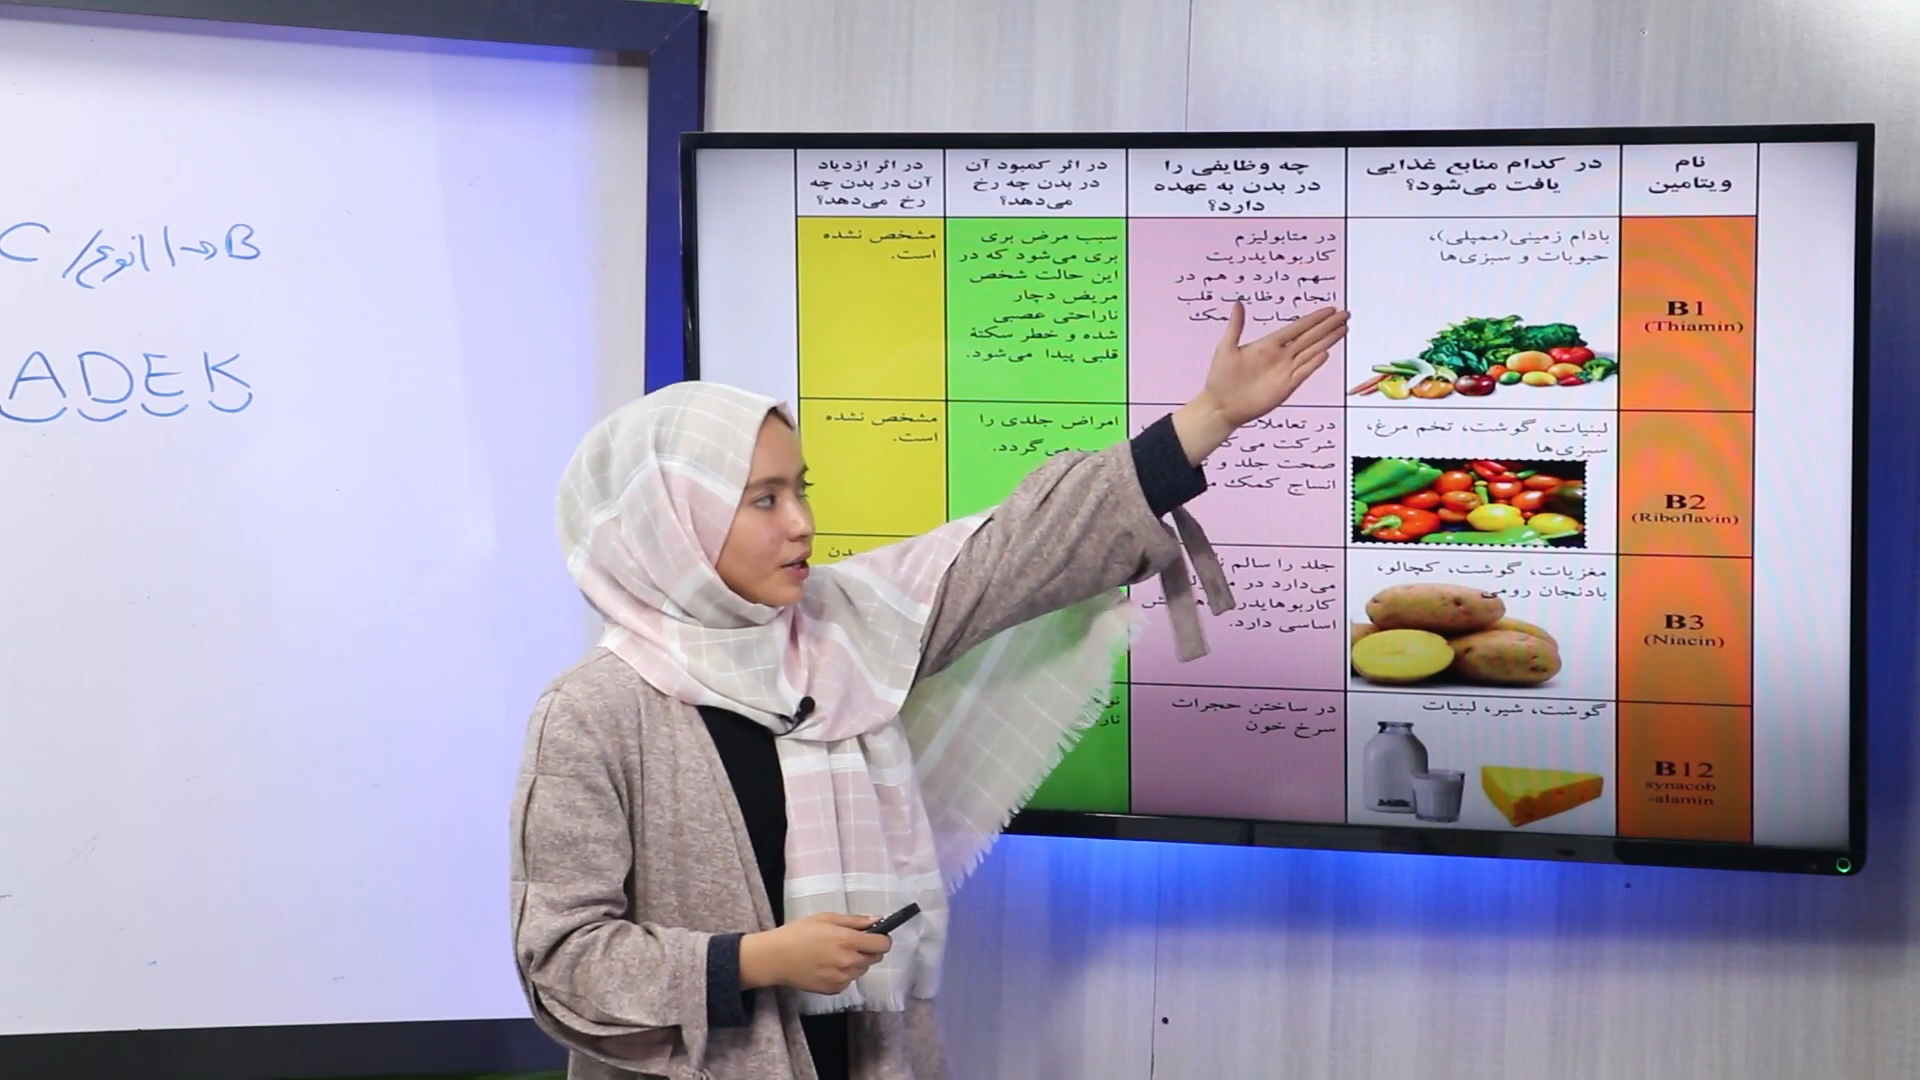 C / انواع B
A D E K
نام
ویتامین
در کدام منابع غذایی
یافت می‌شود؟
چه وظایفی را
در بدن به عهده
دارد؟
در اثر کمبود آن
در بدن چه رخ
می‌دهد؟
در اثر ازدیاد
آن در بدن چه
رخ می‌دهد؟
B1
(Thiamin)
بادام زمینی(ممپلی)،
حبوبات و سبزی‌ها
در متابولیزم
کاربوهایدریت
سهم دارد و هم در
انجام وظایف قلب
سبب مرض بری
بری می‌شود که در
این حالت شخص
مریض دچار
ناراحتی عصبی
شده و خطر سکتۀ
قلبی پیدا می‌شود.
مشخص نشده
است.
B2
(Riboflavin)
لبنیات، گوشت، تخم مرغ،
سبزی‌ها
در تعاملات
شرکت
صحت جلد و
انساج کمک
امراض جلدی را
می‌گردد.
مشخص نشده
است.
B3
(Niacin)
مغزیات، گوشت، کچالو،
بادنجان رومی
جلد را سالم
می‌دارد در
اساسی دارد.
B12
synacob
-alamin
گوشت، شیر، لبنیات
Milk
در ساختن حجرات
سرخ خون